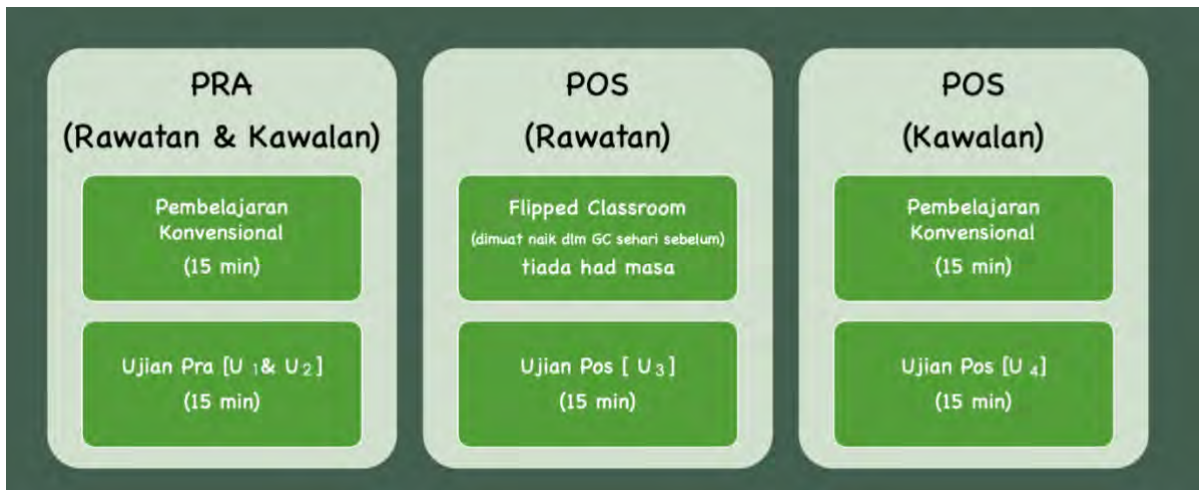 PRA
(Rawatan & Kawalan)
Pembelajaran
Konvensional
(15 min)
Ujian Pra [U 1& U 2 ]
(15 min)
POS
(Rawatan)
Flipped Classroom
(dimuat naik dlm GC sehari sebelum)
tiada had masa
Ujian Pos [ U 3 ]
(15 min)
POS
(Kawalan)
Pembelajaran
Konvensional
(15 min)
Ujian Pos [U 4]
(15 min)